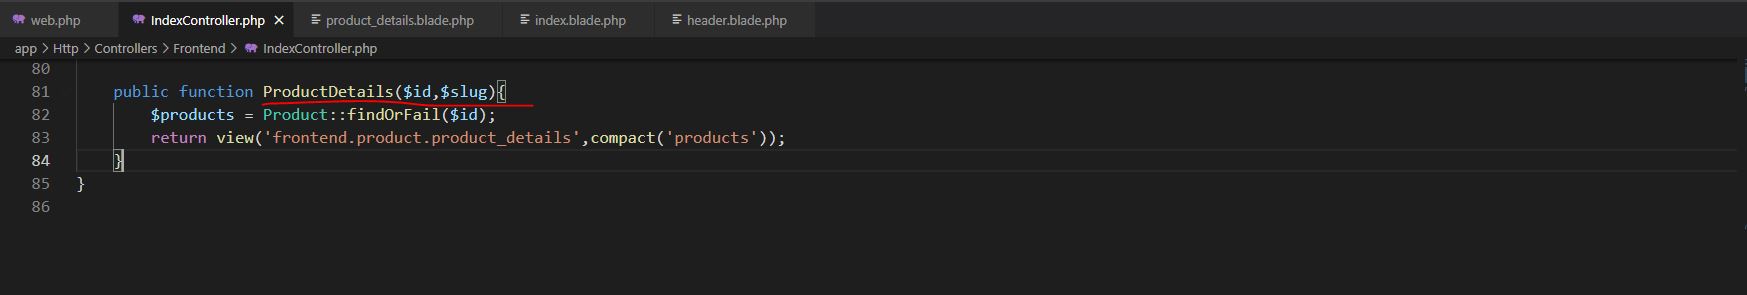 web.php IndexController.php product_details.blade.php index.blade.php header.blade.php
app > Http > Controllers > Frontend > IndexController.php
80
81 public function ProductDetails($id,$slug){
82 $products = Product::findOrFail($id);
83 return view('frontend.product.product_details',compact('products'));
84 }
85 }
86